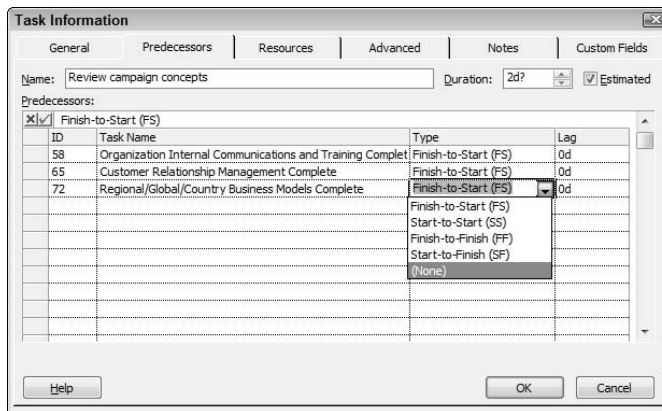 Task Information
General Predecessors Resources Advanced Notes Custom Fields
Name: Review campaign concepts Duration: 2d? Estimated
Predecessors:
Finish-to-Start (FS)
ID Task Name Type Lag
58 Organization Internal Communications and Training Complet Finish-to-Start (FS) 0d
65 Customer Relationship Management Complete Finish-to-Start (FS) 0d
72 Regional/Global/Country Business Models Complete Finish-to-Start (FS) 0d
Finish-to-Start (FS)
Start-to-Start (SS)
Finish-to-Finish (FF)
Start-to-Finish (SF)
(None)
Help OK Cancel